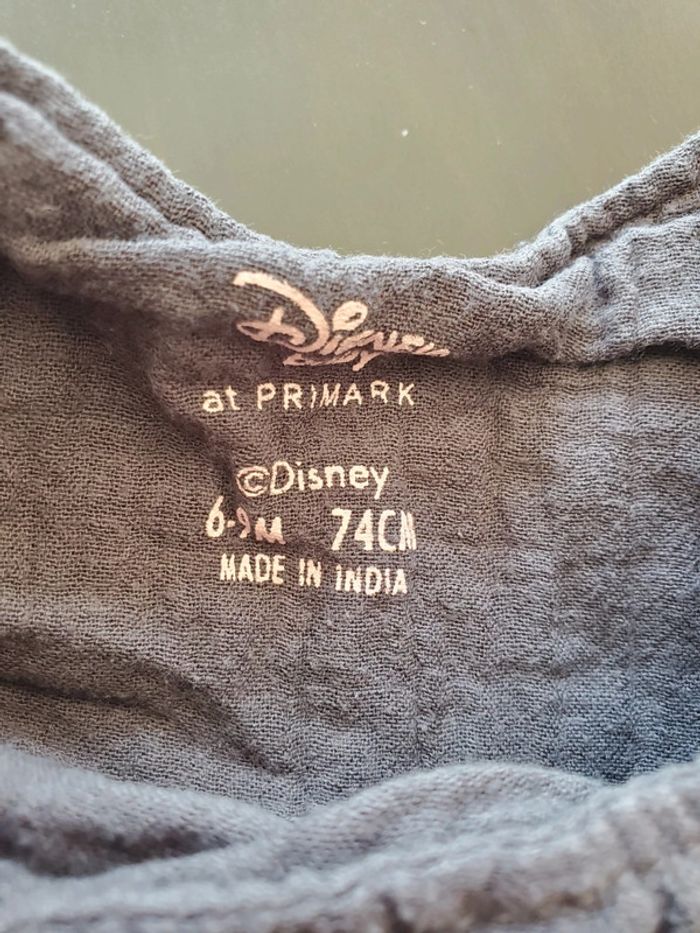 Disney
at PRIMARK
©Disney
6-9M 74CM
MADE IN INDIA